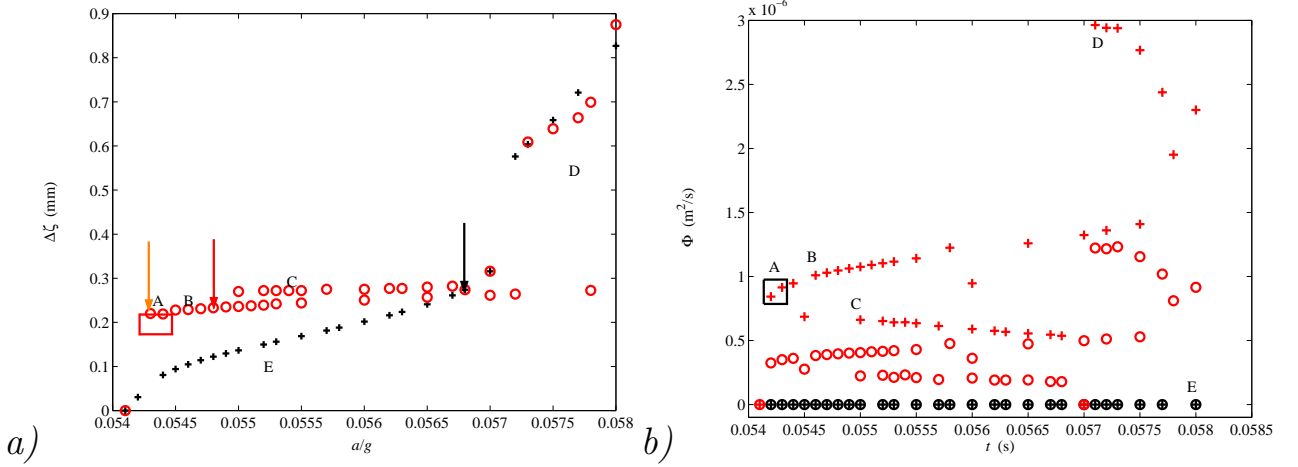 0.9
0.8
0.7
0.6
0.5
0.4
0.3
0.2
0.1
0
Δζ (mm)
A
B
C
D
E
0.054 0.0545 0.055 0.0555 0.056 0.0565 0.057 0.0575 0.058
a/g
a)
x 10⁻⁶
3
2.5
2
1.5
1
0.5
0
Φ (m²/s)
A
B
C
D
E
0.054 0.0545 0.055 0.0555 0.056 0.0565 0.057 0.0575 0.058 0.0585
t (s)
b)